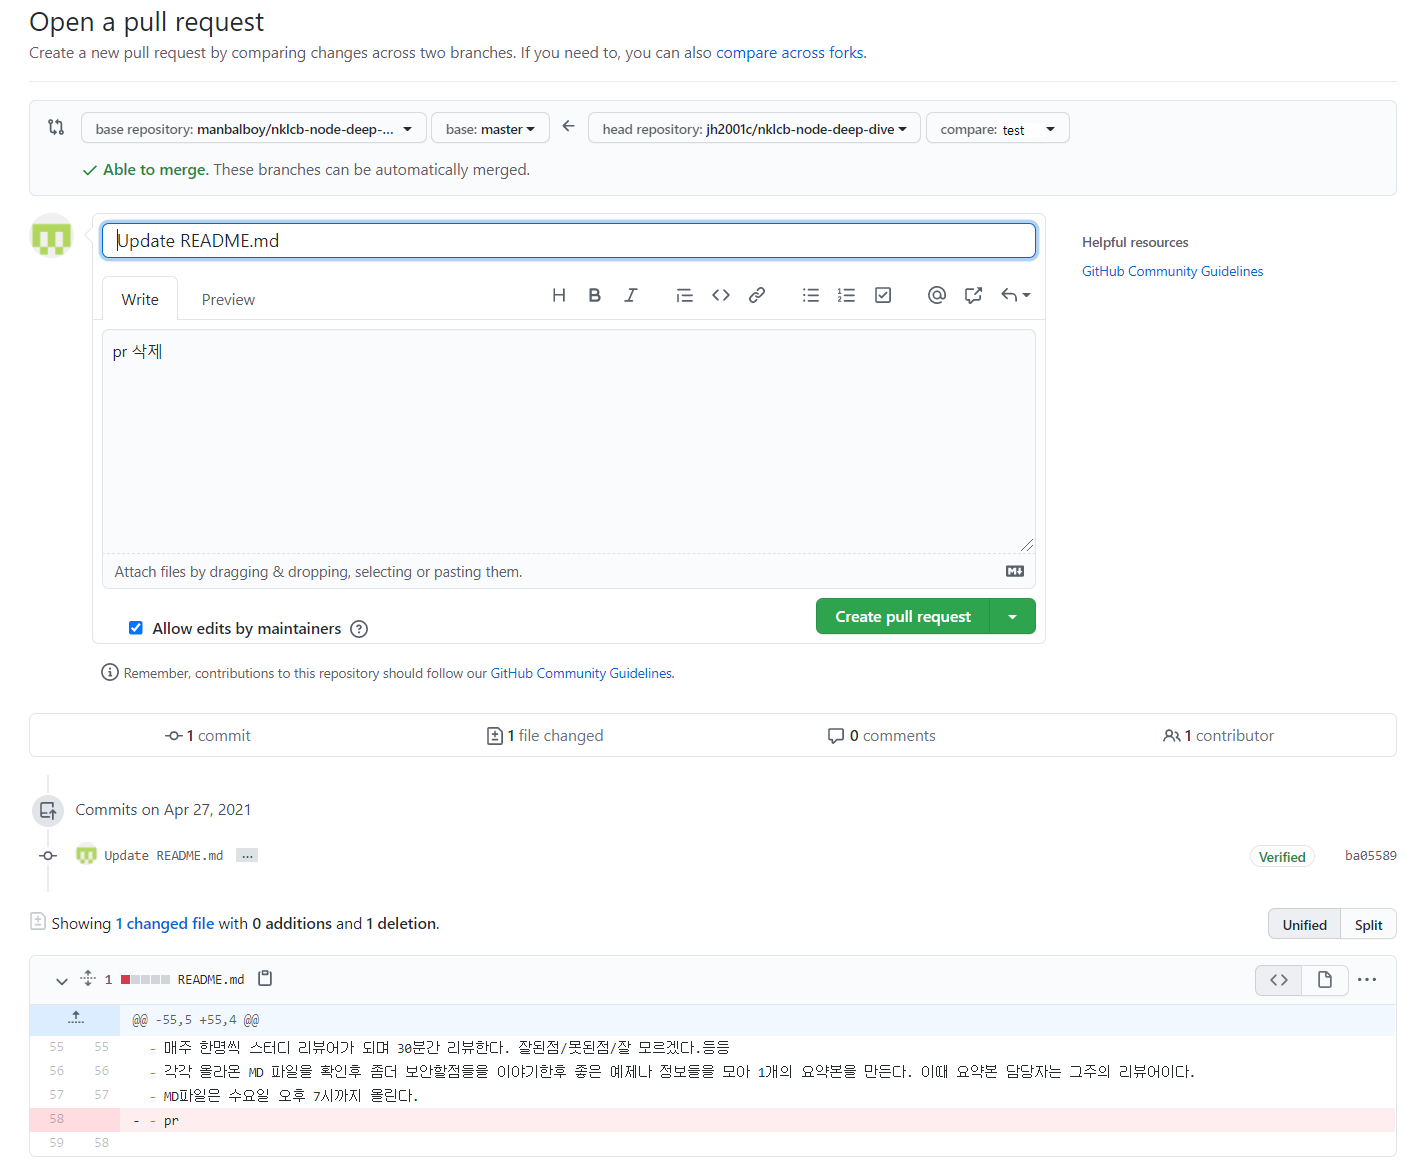 Open a pull request
Create a new pull request by comparing changes across two branches. If you need to, you can also compare across forks.
base repository: manbalboy/nklcb-node-deep-... base: master head repository: jh2001c/nklcb-node-deep-dive compare: test
Able to merge. These branches can be automatically merged.
Update README.md
Helpful resources
GitHub Community Guidelines
Write Preview
pr 삭제
Attach files by dragging & dropping, selecting or pasting them.
Allow edits by maintainers
Create pull request
Remember, contributions to this repository should follow our GitHub Community Guidelines.
1 commit 1 file changed 0 comments 1 contributor
Commits on Apr 27, 2021
Update README.md ... Verified ba05589
Showing 1 changed file with 0 additions and 1 deletion. Unified Split
1 README.md
@@ -55,5 +55,4 @@
55 55 - 매주 한명씩 스터디 리뷰어가 되며 30분간 리뷰한다. 잘된점/못된점/잘 모르겠다.등등
56 56 - 각각 올라온 MD 파일을 확인후 좀더 보안할점들을 이야기한후 좋은 예제나 정보들을 모아 1개의 요약본을 만든다. 이때 요약본 담당자는 그주의 리뷰어이다.
57 57 - MD파일은 수요일 오후 7시까지 올린다.
58 - - pr
59 58